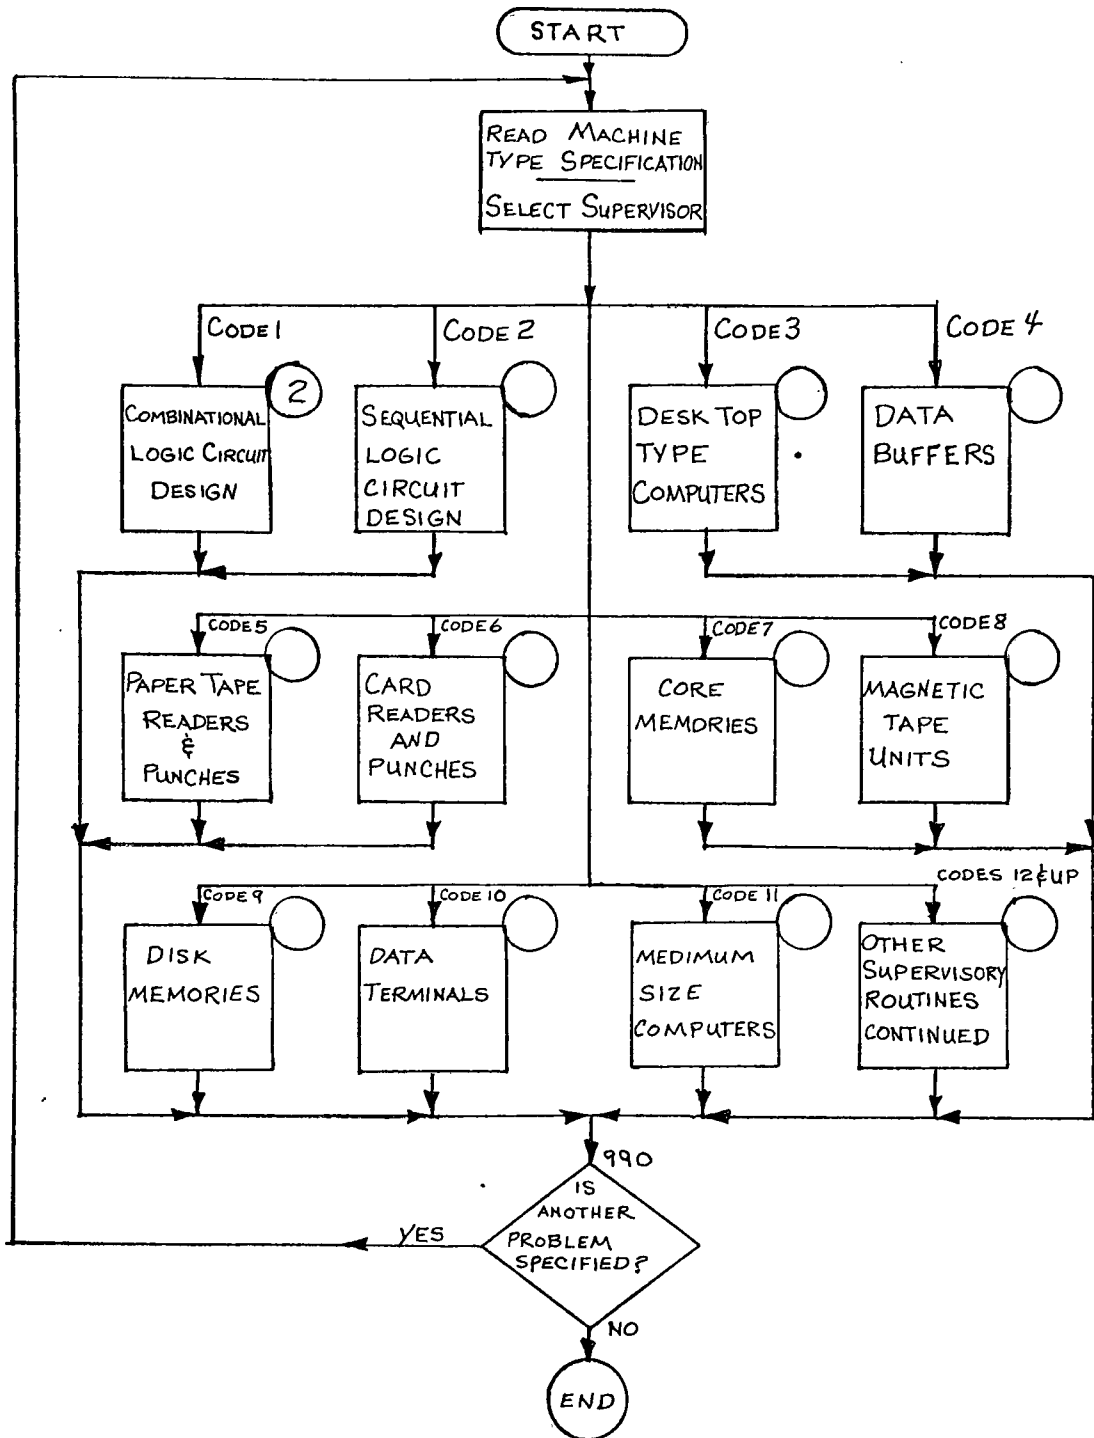 START
READ MACHINE
TYPE SPECIFICATION
SELECT SUPERVISOR
CODE 1
CODE 2
CODE 3
CODE 4
2
COMBINATIONAL
LOGIC CIRCUIT
DESIGN
SEQUENTIAL
LOGIC
CIRCUIT
DESIGN
DESK TOP
TYPE
COMPUTERS
DATA
BUFFERS
CODE 5
CODE 6
CODE 7
CODE 8
PAPER TAPE
READERS
&
PUNCHES
CARD
READERS
AND
PUNCHES
CORE
MEMORIES
MAGNETIC
TAPE
UNITS
CODE 9
CODE 10
CODE 11
CODES 12 & UP
DISK
MEMORIES
DATA
TERMINALS
MEDIMUM
SIZE
COMPUTERS
OTHER
SUPERVISORY
ROUTINES
CONTINUED
990
IS
ANOTHER
PROBLEM
SPECIFIED?
YES
NO
END